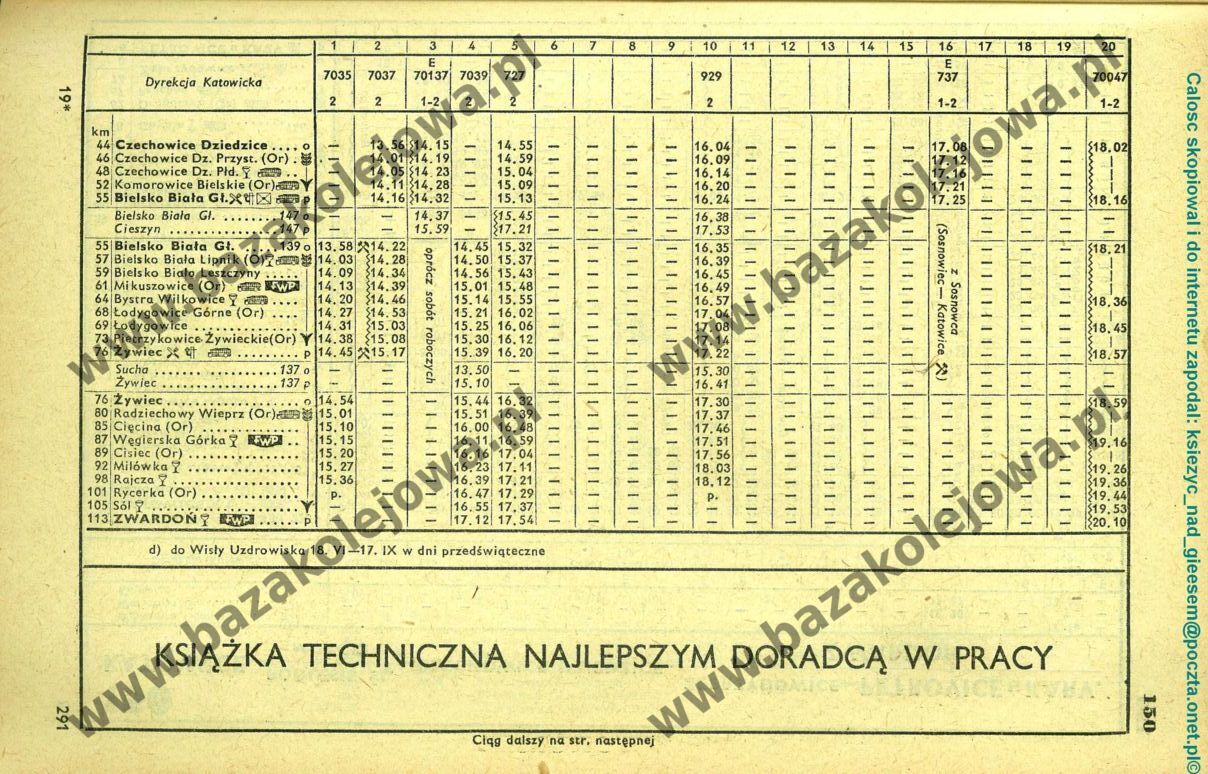 1 2 3 4 5 6 7 8 9 10 11 12 13 14 15 16 17 18 19 20
E E
Dyrekcja Katowicka 7035 7037 70137 7039 727 929 737 70047
2 2 1-2 2 2 2 1-2 1-2
km
44 Czechowice Dziedzice .... o — 13.56 14.15 — 14.55 16.04 17.08 18.02
46 Czechowice Dz. Przyst. (Or) . — 14.01 14.19 — 14.59 16.09 17.12 |
48 Czechowice Dz. Płd. .. — 14.05 14.23 — 15.04 16.14 17.16 |
52 Komorowice Bielskie (Or) — 14.11 14.28 — 15.09 16.20 17.21 |
55 Bielsko Biała Gł. p — 14.16 14.32 — 15.13 16.24 17.25 18.16
Bielsko Biała Gł. ........ 147 o — — 14.37 — 15.45 16.38
Cieszyn ................ 147 p — — 15.59 — 17.21 17.53
55 Bielsko Biała Gł. ..... 139 o 13.58 14.22 14.45 15.32 16.35 18.21
57 Bielsko Biała Lipnik (Or) 14.03 14.28 14.50 15.37 16.39 |
59 Bielsko Biała Leszczyny ..... 14.09 14.34 14.56 15.43 16.45 |
61 Mikuszowice (Or) FWP 14.13 14.39 15.01 15.48 16.49 |
64 Bystra Wilkowice .... 14.20 14.46 15.14 15.55 16.57 18.36
68 Łodygowice Górne (Or) .... 14.27 14.53 15.21 16.02 17.04 |
69 Łodygowice ............... 14.31 15.03 15.25 16.06 17.08 18.45
73 Pietrzykowice Żywieckie(Or) 14.38 15.08 15.30 16.12 17.14 |
76 Żywiec ......... p 14.45 15.17 15.39 16.20 17.22 18.57
oprócz sobót roboczych
z Sosnowca
(Sosnowiec — Katowice )
Sucha .................. 137 o — — 13.50 — 15.30
Żywiec ................. 137 p — — 15.10 — 16.41
76 Żywiec ................... o 14.54 — — 15.44 16.32 17.30 18.59
80 Radziechowy Wieprz (Or) 15.01 — — 15.51 16.39 17.37 |
85 Cięcina (Or) .............. 15.10 — — 16.00 16.48 17.46 |
87 Węgierska Górka FWP .. 15.15 — — 16.11 16.59 17.51 19.16
89 Cisiec (Or) ............... 15.20 — — 16.16 17.04 17.56 |
92 Milówka ................ 15.27 — — 16.23 17.11 18.03 19.26
98 Rajcza .................. 15.36 — — 16.39 17.21 18.12 19.36
101 Rycerka (Or) ............. p. — — 16.47 17.29 p. 19.44
105 Sól ..................... — — — 16.55 17.37 — 19.53
113 ZWARDOŃ FWP ...... p — — — 17.12 17.54 — 20.10
d) do Wisły Uzdrowiska 18. VI—17. IX w dni przedświąteczne
KSIĄŻKA TECHNICZNA NAJLEPSZYM DORADCĄ W PRACY
Ciąg dalszy na str. następnej
19*
291
150
Calosc skopiowal i do internetu zapodal: ksiezyc_nad_gieesem@poczta.onet.pl©
www.bazakolejowa.pl
www.bazakolejowa.pl
www.bazakolejowa.pl
www.bazakolejowa.pl